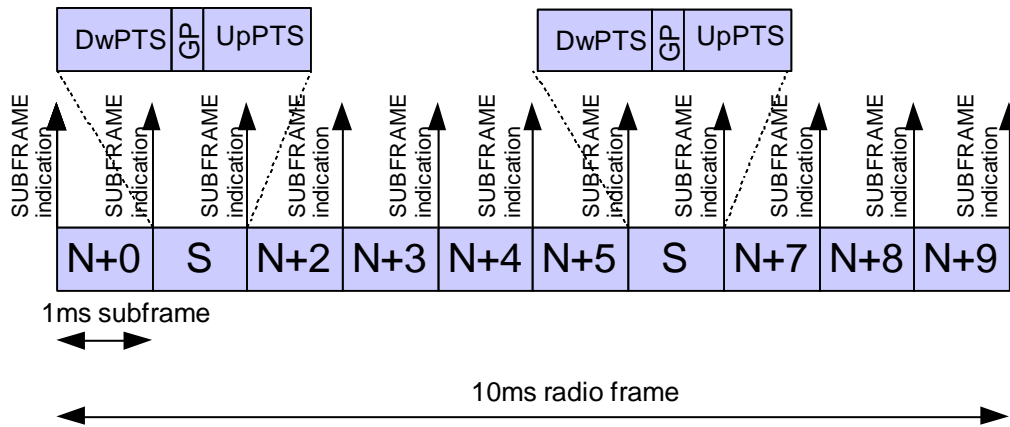 DwPTS GP UpPTS
DwPTS GP UpPTS
SUBFRAME
indication
SUBFRAME
indication
SUBFRAME
indication
SUBFRAME
indication
SUBFRAME
indication
SUBFRAME
indication
SUBFRAME
indication
SUBFRAME
indication
SUBFRAME
indication
SUBFRAME
indication
SUBFRAME
indication
N+0 S N+2 N+3 N+4 N+5 S N+7 N+8 N+9
1ms subframe
10ms radio frame